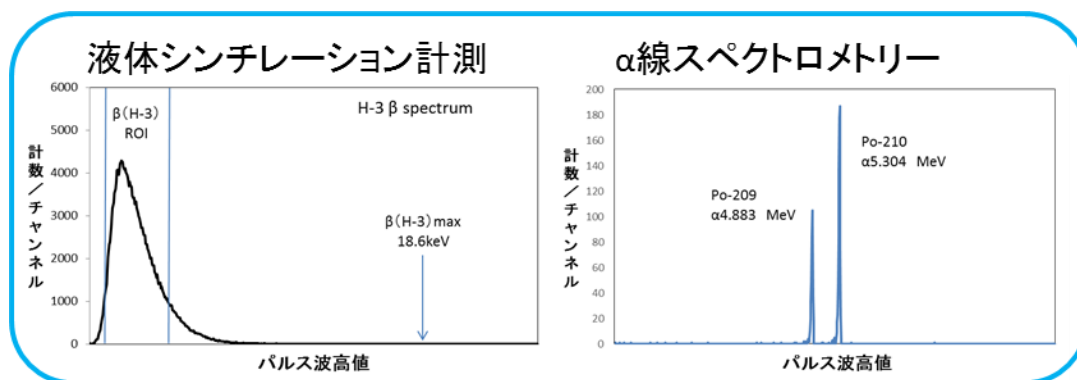 液体シンチレーション計測
6000
5000
4000
3000
2000
1000
0
計数／チャンネル
β(H-3)
ROI
H-3 β spectrum
β(H-3)max
18.6keV
パルス波高値
α線スペクトロメトリー
200
180
160
140
120
100
80
60
40
20
0
計数／チャンネル
Po-210
α5.304 MeV
Po-209
α4.883 MeV
パルス波高値